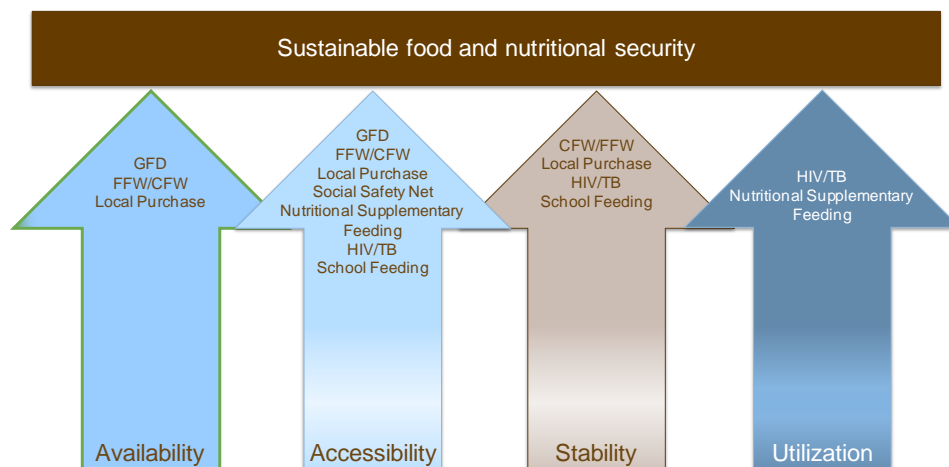 Sustainable food and nutritional security
GFD
FFW/CFW
Local Purchase
Availability
GFD
FFW/CFW
Local Purchase
Social Safety Net
Nutritional Supplementary
Feeding
HIV/TB
School Feeding
Accessibility
CFW/FFW
Local Purchase
HIV/TB
School Feeding
Stability
HIV/TB
Nutritional Supplementary
Feeding
Utilization